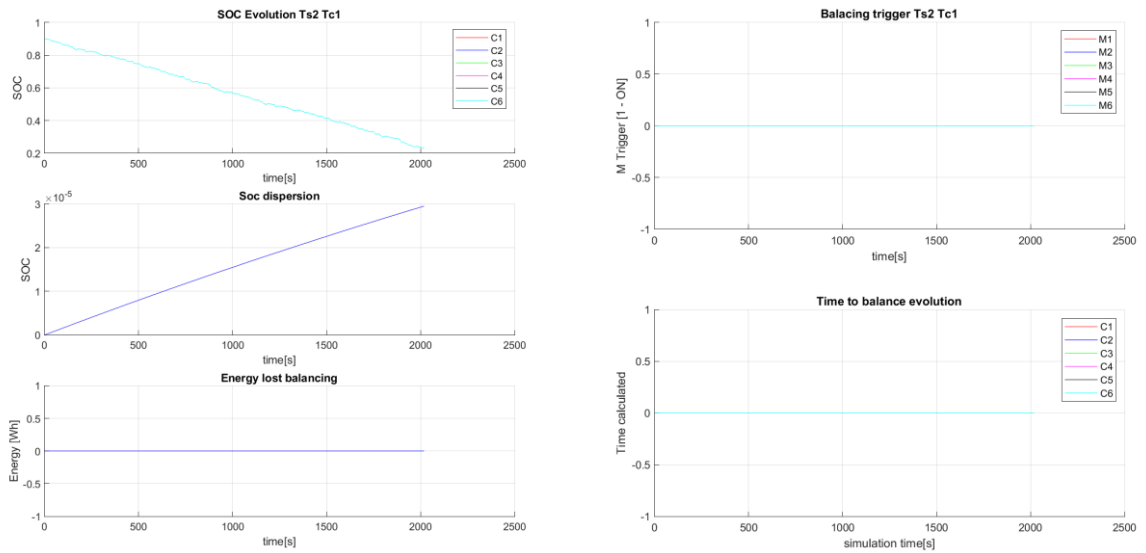 SOC Evolution Ts2 Tc1
1
0.8
0.6
0.4
0.2
SOC
0 500 1000 1500 2000 2500
time[s]
C1
C2
C3
C4
C5
C6
Soc dispersion
×10-5
3
2
1
0
SOC
0 500 1000 1500 2000 2500
time[s]
Energy lost balancing
1
0.5
0
-0.5
-1
Energy [Wh]
0 500 1000 1500 2000 2500
time[s]
Balacing trigger Ts2 Tc1
1
0.5
0
-0.5
-1
M Trigger [1 - ON]
0 500 1000 1500 2000 2500
time[s]
M1
M2
M3
M4
M5
M6
Time to balance evolution
1
0.5
0
-0.5
-1
Time calculated
0 500 1000 1500 2000 2500
simulation time[s]
C1
C2
C3
C4
C5
C6